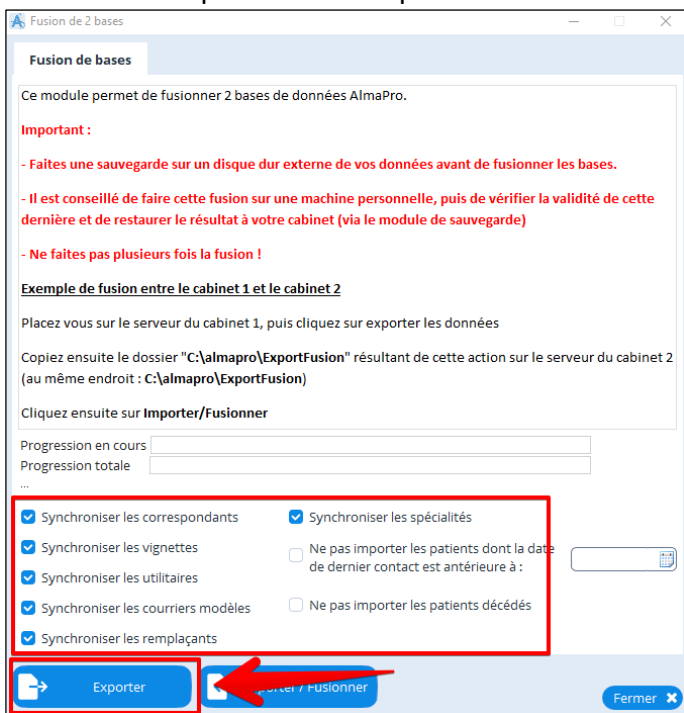 Fusion de 2 bases
Fusion de bases
Ce module permet de fusionner 2 bases de données AlmaPro.
Important :
- Faites une sauvegarde sur un disque dur externe de vos données avant de fusionner les bases.
- Il est conseillé de faire cette fusion sur une machine personnelle, puis de vérifier la validité de cette
dernière et de restaurer le résultat à votre cabinet (via le module de sauvegarde)
- Ne faites pas plusieurs fois la fusion !
Exemple de fusion entre le cabinet 1 et le cabinet 2
Placez vous sur le serveur du cabinet 1, puis cliquez sur exporter les données
Copiez ensuite le dossier "C:\almapro\ExportFusion" résultant de cette action sur le serveur du cabinet 2
(au même endroit : C:\almapro\ExportFusion)
Cliquez ensuite sur Importer/Fusionner
Progression en cours
Progression totale
...
Synchroniser les correspondants
Synchroniser les vignettes
Synchroniser les utilitaires
Synchroniser les courriers modèles
Synchroniser les remplaçants
Synchroniser les spécialités
Ne pas importer les patients dont la date
de dernier contact est antérieure à :
Ne pas importer les patients décédés
Exporter
/ Fusionner
Fermer